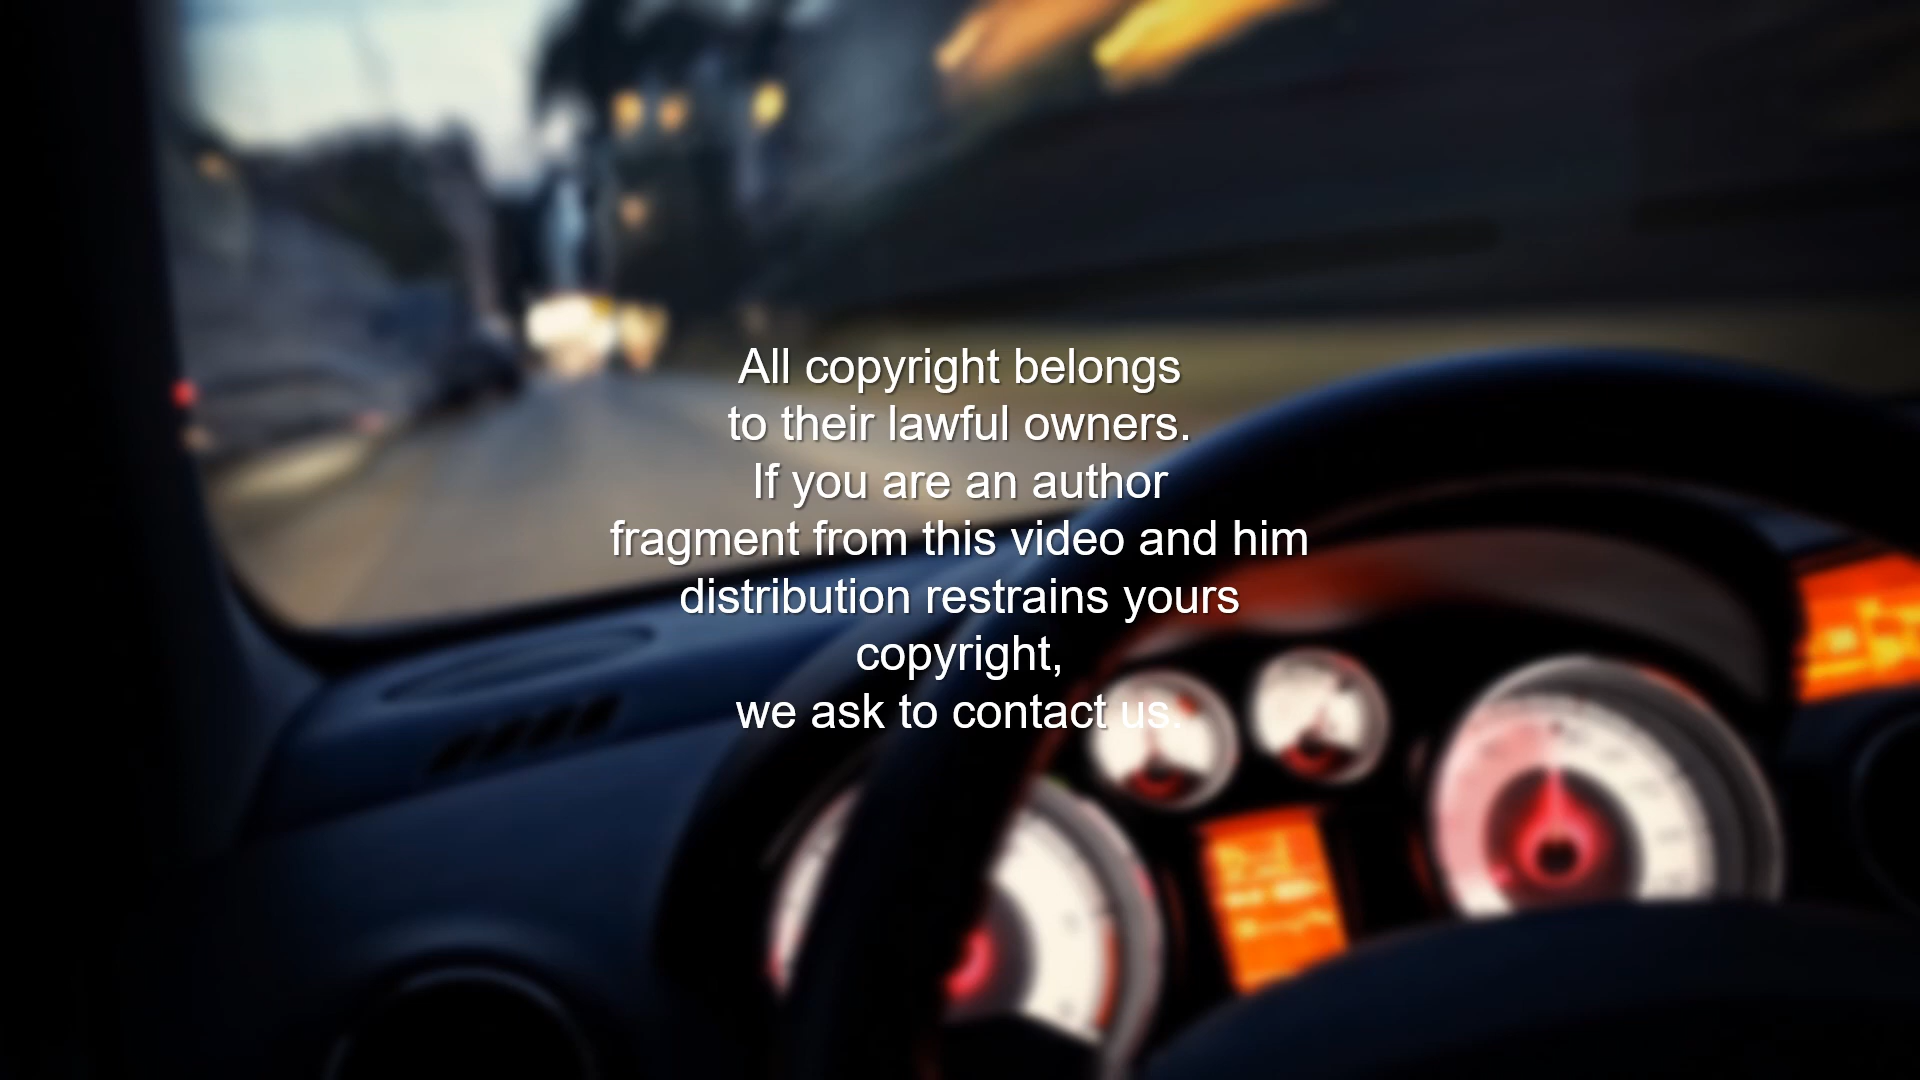 All copyright belongs
to their lawful owners.
If you are an author
fragment from this video and him
distribution restrains yours
copyright,
we ask to contact us.